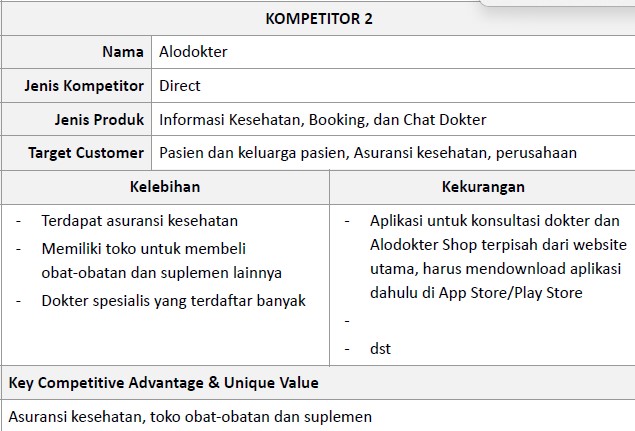 KOMPETITOR 2
Nama Alodokter
Jenis Kompetitor Direct
Jenis Produk Informasi Kesehatan, Booking, dan Chat Dokter
Target Customer Pasien dan keluarga pasien, Asuransi kesehatan, perusahaan
Kelebihan
- Terdapat asuransi kesehatan
- Memiliki toko untuk membeli
obat-obatan dan suplemen lainnya
- Dokter spesialis yang terdaftar banyak
Kekurangan
- Aplikasi untuk konsultasi dokter dan
Alodokter Shop terpisah dari website
utama, harus mendownload aplikasi
dahulu di App Store/Play Store
-
- dst
Key Competitive Advantage & Unique Value
Asuransi kesehatan, toko obat-obatan dan suplemen